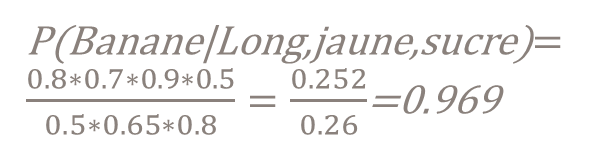 P(Banane|Long,jaune,sucre)=
0.8∗0.7∗0.9∗0.5 / 0.5∗0.65∗0.8 = 0.252 / 0.26 =0.969